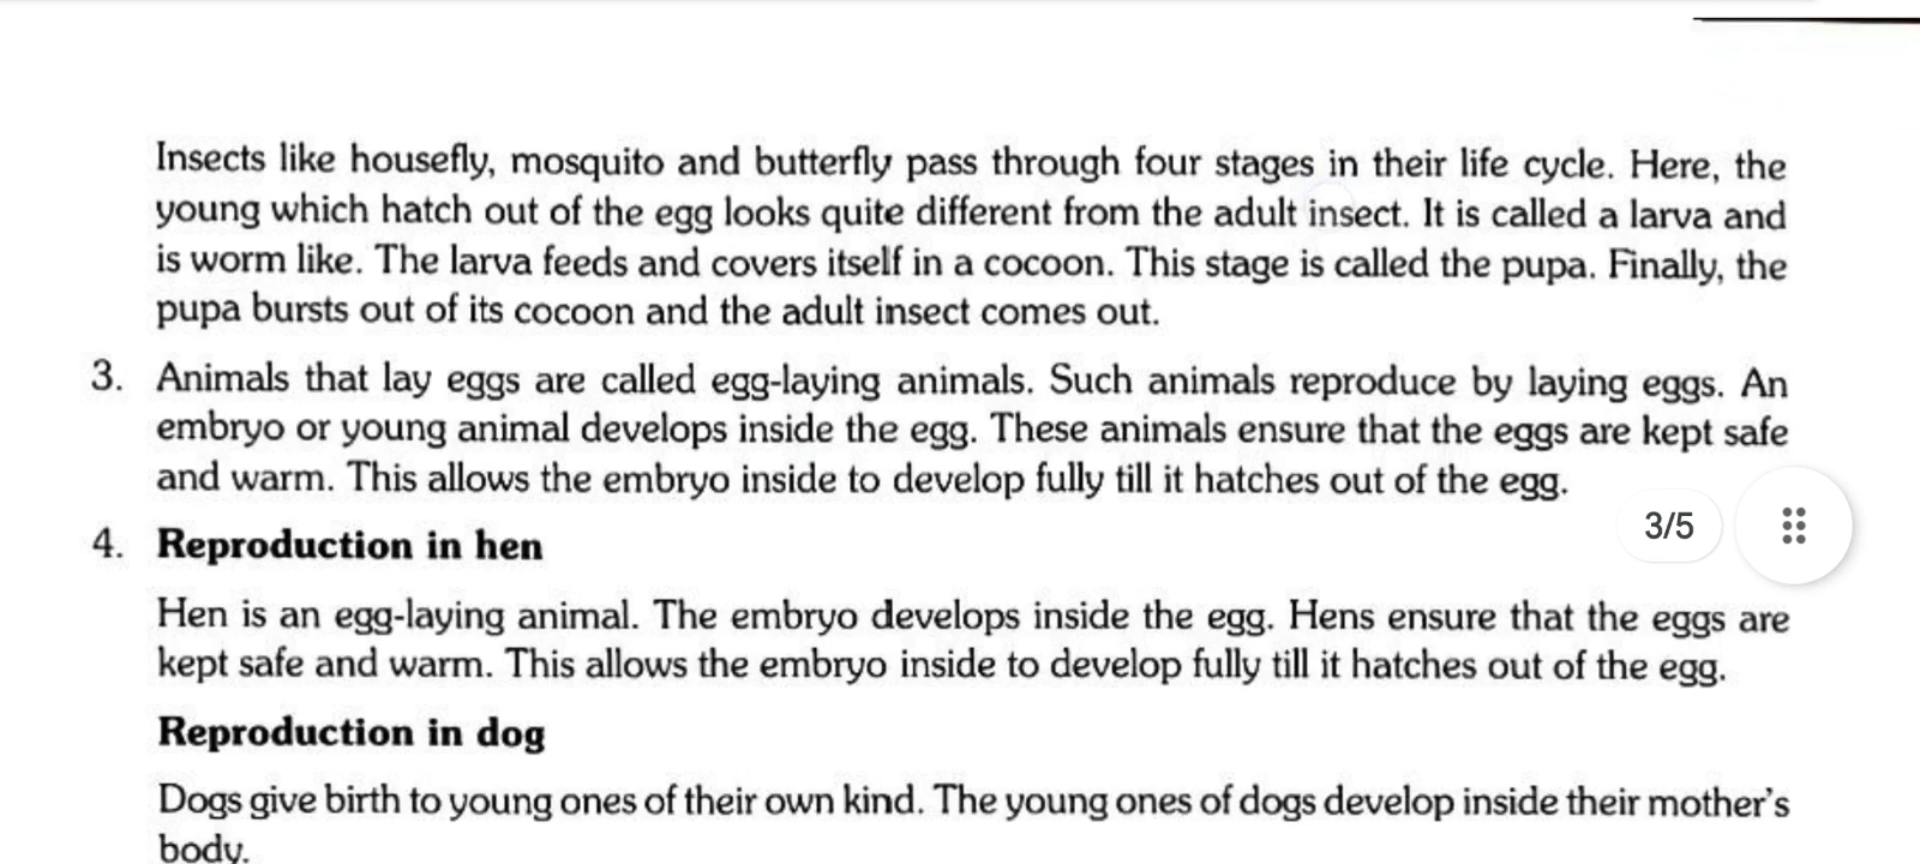 Insects like housefly, mosquito and butterfly pass through four stages in their life cycle. Here, the
young which hatch out of the egg looks quite different from the adult insect. It is called a larva and
is worm like. The larva feeds and covers itself in a cocoon. This stage is called the pupa. Finally, the
pupa bursts out of its cocoon and the adult insect comes out.
3. Animals that lay eggs are called egg-laying animals. Such animals reproduce by laying eggs. An
embryo or young animal develops inside the egg. These animals ensure that the eggs are kept safe
and warm. This allows the embryo inside to develop fully till it hatches out of the egg.
3/5
4. Reproduction in hen
Hen is an egg-laying animal. The embryo develops inside the egg. Hens ensure that the eggs are
kept safe and warm. This allows the embryo inside to develop fully till it hatches out of the egg.
Reproduction in dog
Dogs give birth to young ones of their own kind. The young ones of dogs develop inside their mother's
body.